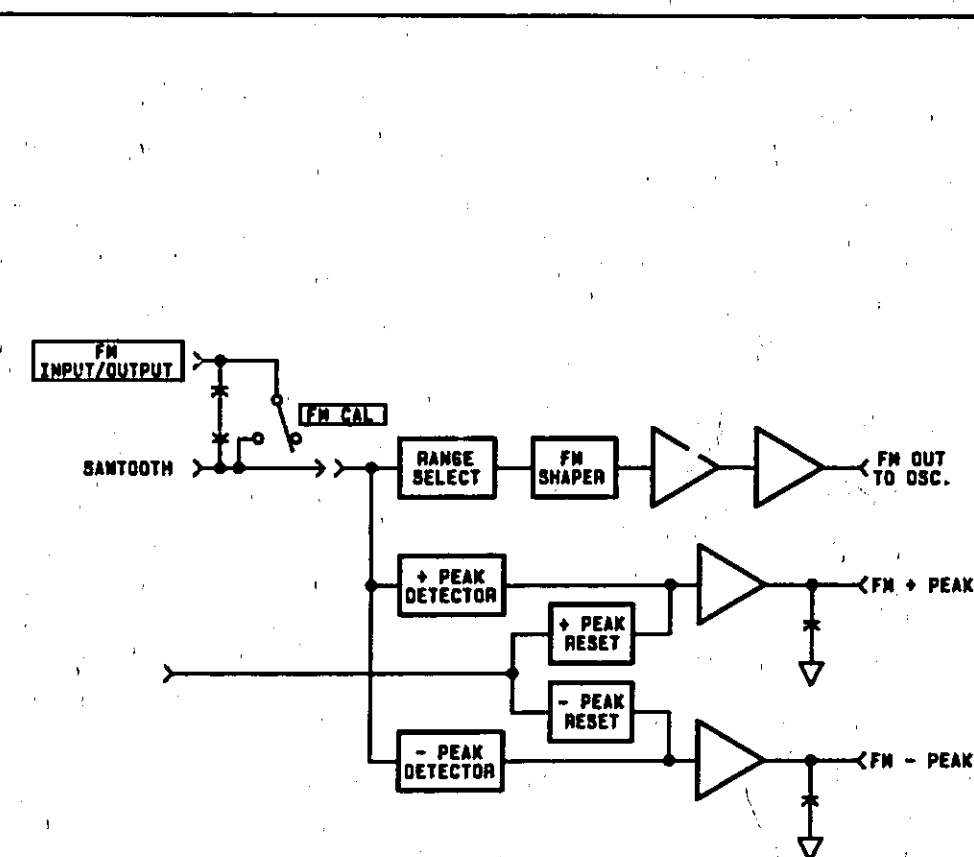 FM
INPUT/OUTPUT
FM CAL
SAWTOOTH
RANGE
SELECT
FM
SHAPER
FM OUT
TO OSC.
+ PEAK
DETECTOR
FM + PEAK
+ PEAK
RESET
- PEAK
RESET
- PEAK
DETECTOR
FM - PEAK